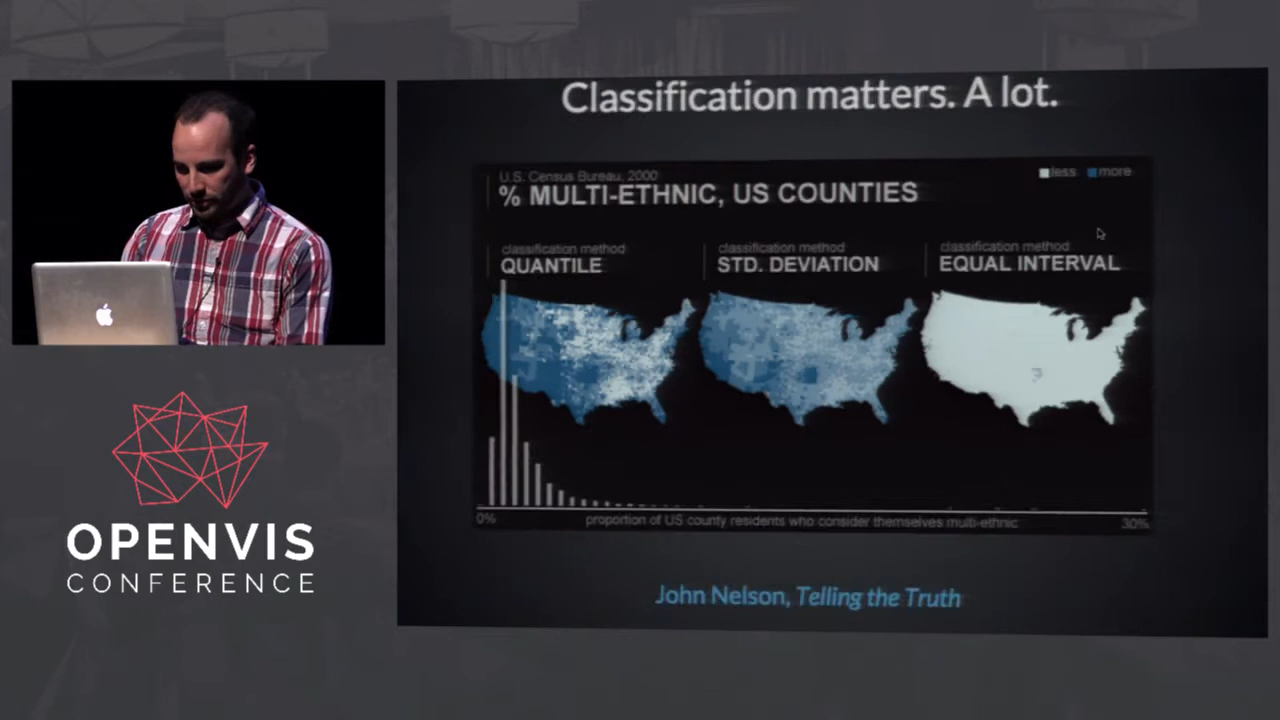 Classification matters. A lot.
U.S. Census Bureau, 2000
% MULTI-ETHNIC, US COUNTIES
less more
classification method
QUANTILE
classification method
STD. DEVIATION
classification method
EQUAL INTERVAL
0%
proportion of US county residents who consider themselves multi-ethnic
30%
John Nelson, Telling the Truth
OPENVIS
CONFERENCE